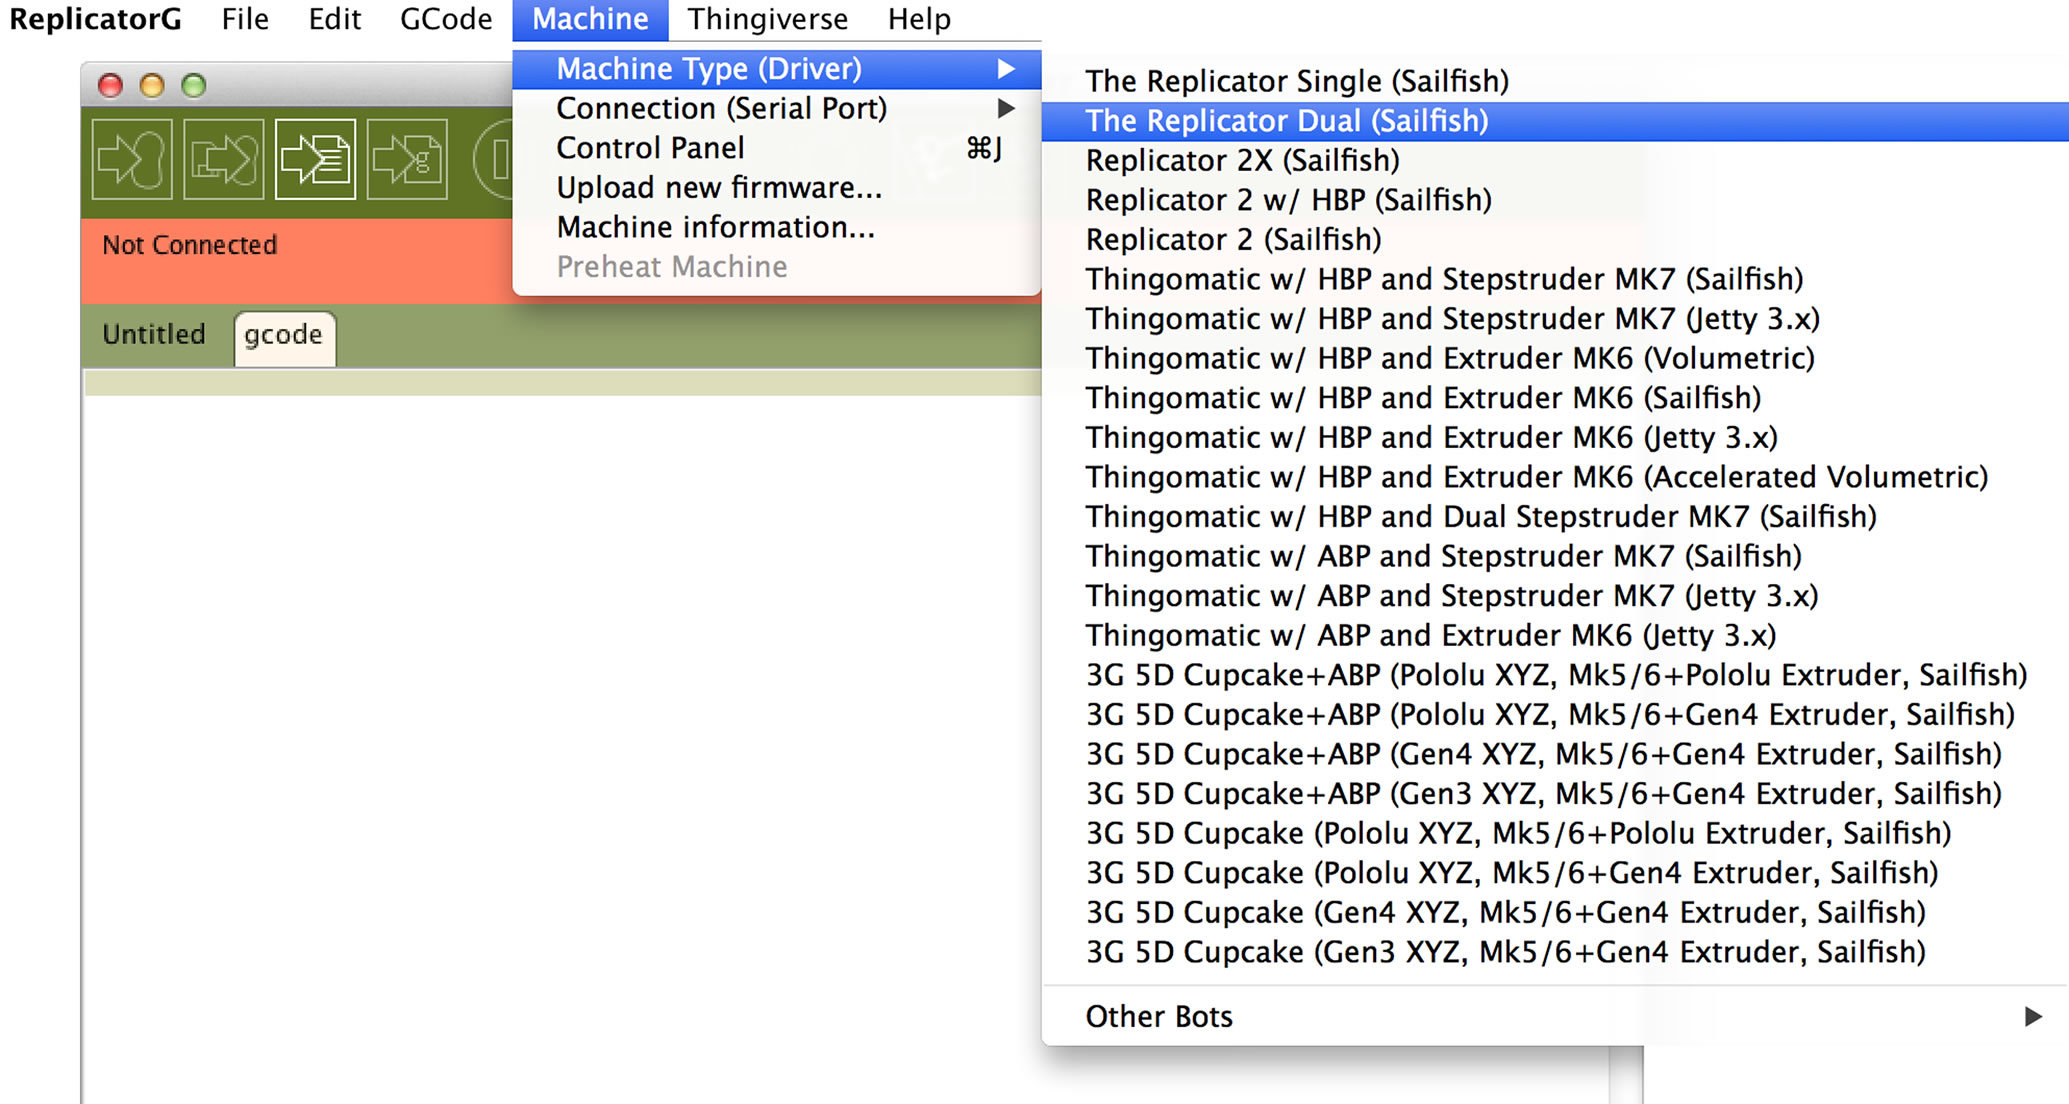 ReplicatorG File Edit GCode Machine Thingiverse Help
Machine Type (Driver)
Connection (Serial Port)
Control Panel ⌘J
Upload new firmware...
Machine information...
Preheat Machine
Not Connected
Untitled gcode
The Replicator Single (Sailfish)
The Replicator Dual (Sailfish)
Replicator 2X (Sailfish)
Replicator 2 w/ HBP (Sailfish)
Replicator 2 (Sailfish)
Thingomatic w/ HBP and Stepstruder MK7 (Sailfish)
Thingomatic w/ HBP and Stepstruder MK7 (Jetty 3.x)
Thingomatic w/ HBP and Extruder MK6 (Volumetric)
Thingomatic w/ HBP and Extruder MK6 (Sailfish)
Thingomatic w/ HBP and Extruder MK6 (Jetty 3.x)
Thingomatic w/ HBP and Extruder MK6 (Accelerated Volumetric)
Thingomatic w/ HBP and Dual Stepstruder MK7 (Sailfish)
Thingomatic w/ ABP and Stepstruder MK7 (Sailfish)
Thingomatic w/ ABP and Stepstruder MK7 (Jetty 3.x)
Thingomatic w/ ABP and Extruder MK6 (Jetty 3.x)
3G 5D Cupcake+ABP (Pololu XYZ, Mk5/6+Pololu Extruder, Sailfish)
3G 5D Cupcake+ABP (Pololu XYZ, Mk5/6+Gen4 Extruder, Sailfish)
3G 5D Cupcake+ABP (Gen4 XYZ, Mk5/6+Gen4 Extruder, Sailfish)
3G 5D Cupcake+ABP (Gen3 XYZ, Mk5/6+Gen4 Extruder, Sailfish)
3G 5D Cupcake (Pololu XYZ, Mk5/6+Pololu Extruder, Sailfish)
3G 5D Cupcake (Pololu XYZ, Mk5/6+Gen4 Extruder, Sailfish)
3G 5D Cupcake (Gen4 XYZ, Mk5/6+Gen4 Extruder, Sailfish)
3G 5D Cupcake (Gen3 XYZ, Mk5/6+Gen4 Extruder, Sailfish)
Other Bots